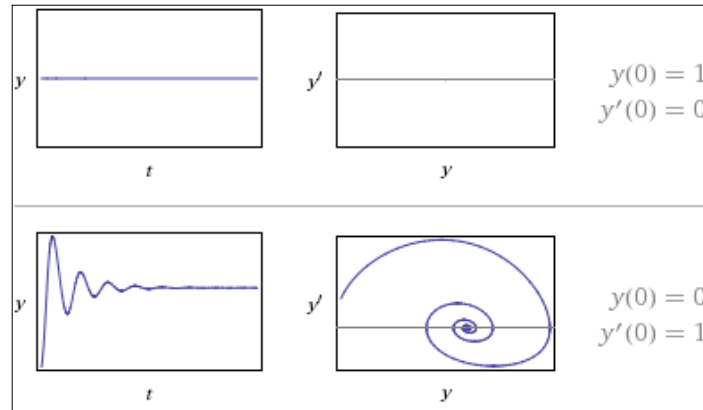 y
y'
y(0) = 1
y'(0) = 0
t
y
y
y'
y(0) = 0
y'(0) = 1
t
y